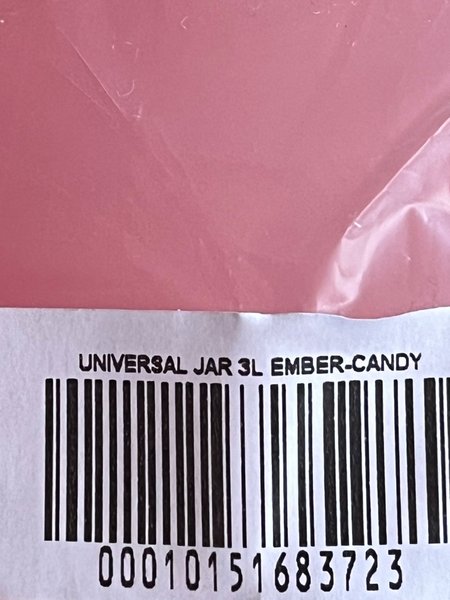 UNIVERSAL JAR 3L EMBER-CANDY
00010151683723